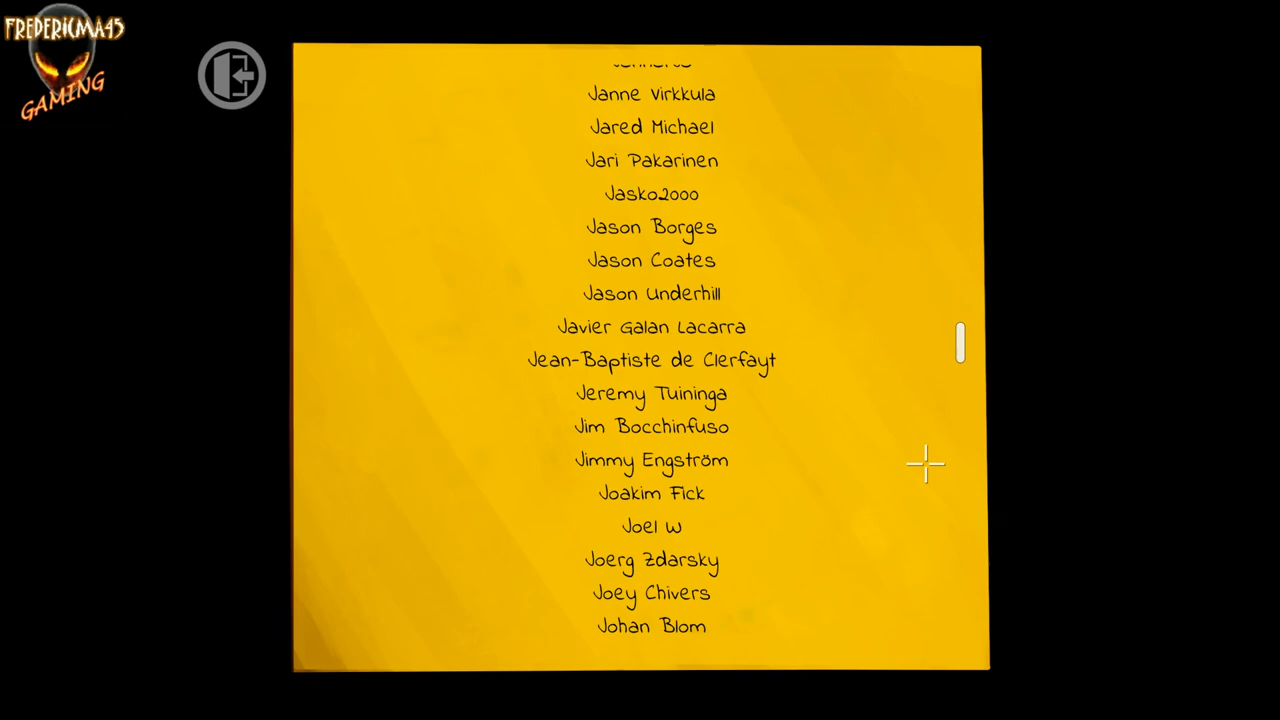 FREDERICMA45
GAMING
Janne Virkkula
Jared Michael
Jari Pakarinen
Jasko2000
Jason Borges
Jason Coates
Jason Underhill
Javier Galan Lacarra
Jean-Baptiste de Clerfayt
Jeremy Tuininga
Jim Bocchinfuso
Jimmy Engström
Joakim Fick
Joel W
Joerg Zdarsky
Joey Chivers
Johan Blom